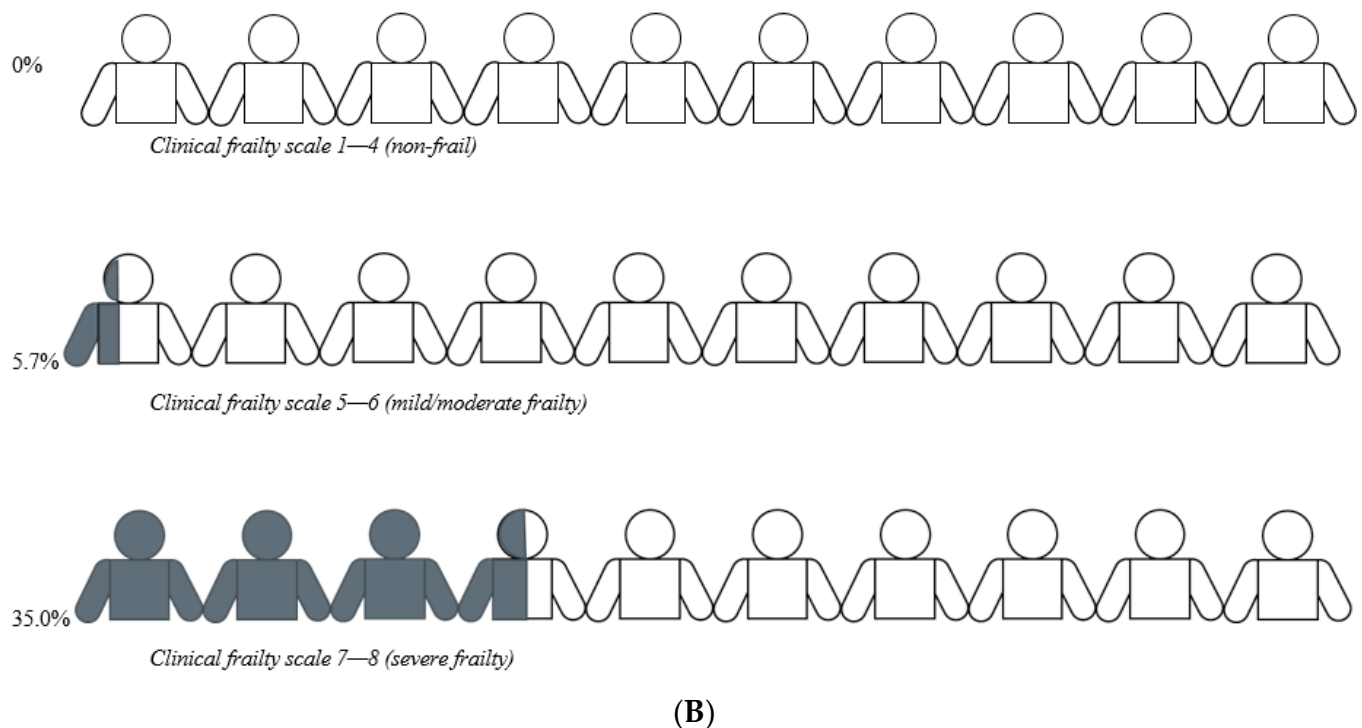 0%
Clinical frailty scale 1—4 (non-frail)
5.7%
Clinical frailty scale 5—6 (mild/moderate frailty)
35.0%
Clinical frailty scale 7—8 (severe frailty)
(B)